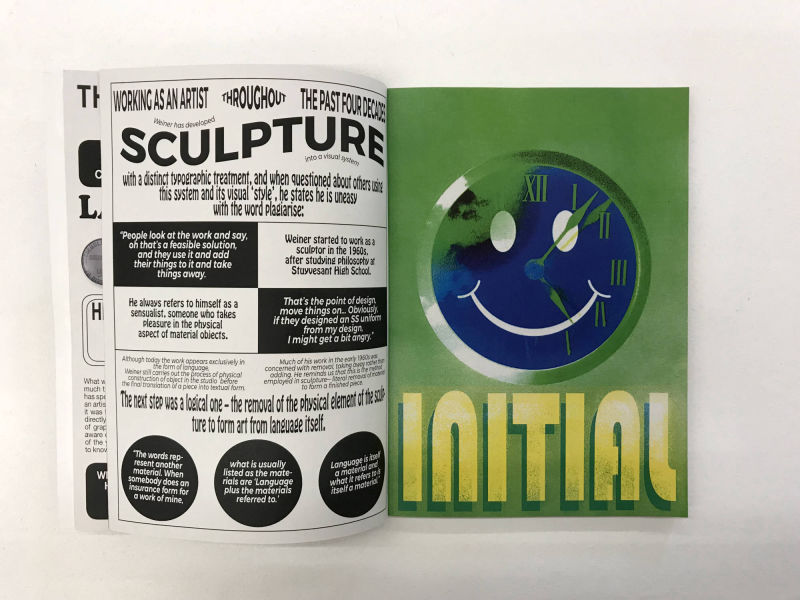 TH
LA
H
What w
much t
has spe
an artis
it was
directly
of grap
aware o
of the y
to know
WORKING AS AN ARTIST THROUGHOUT THE PAST FOUR DECADES
Weiner has developed
SCULPTURE
into a visual system
with a distinct typographic treatment, and when questioned about others using
this system and its visual 'style', he states he is uneasy
with the word plagiarise:
"People look at the work and say,
oh that's a feasible solution,
and they use it and add
their things to it and take
things away.
Weiner started to work as a
sculptor in the 1960s,
after studying philosophy at
Stuyvesant High School.
He always refers to himself as a
sensualist, someone who takes
pleasure in the physical
aspect of material objects.
That's the point of design,
move things on... Obviously,
if they designed an SS uniform
from my design,
I might get a bit angry."
Although today the work appears exclusively in
the form of language,
Weiner still carries out the process of physical
construction of object in the studio before
the final translation of a piece into textual form.
Much of his work in the early 1960s was
concerned with removal, taking away rather than
adding. He reminds us that this is the method
employed in sculpture– literal removal of material
to form a finished piece.
The next step was a logical one – the removal of the physical element of the sculp-
ture to form art from language itself.
"The words rep-
resent another
material. When
somebody does an
insurance form for
a work of mine,
what is usually
listed as the mate-
rials are 'Language
plus the materials
referred to.'
Language is itself
a material and
what it refers to is
itself a material."
XII
I
II
III
IV
V
INITIAL